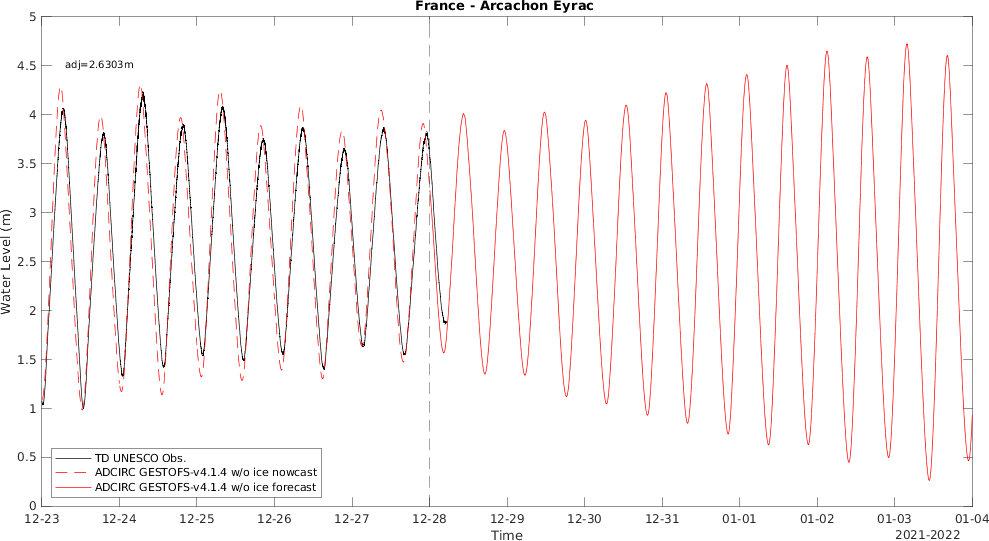 France - Arcachon Eyrac
adj=2.6303m
Water Level (m)
5
4.5
4
3.5
3
2.5
2
1.5
1
0.5
0
TD UNESCO Obs.
ADCIRC GESTOFS-v4.1.4 w/o ice nowcast
ADCIRC GESTOFS-v4.1.4 w/o ice forecast
12-23 12-24 12-25 12-26 12-27 12-28 12-29 12-30 12-31 01-01 01-02 01-03 01-04
Time
2021-2022